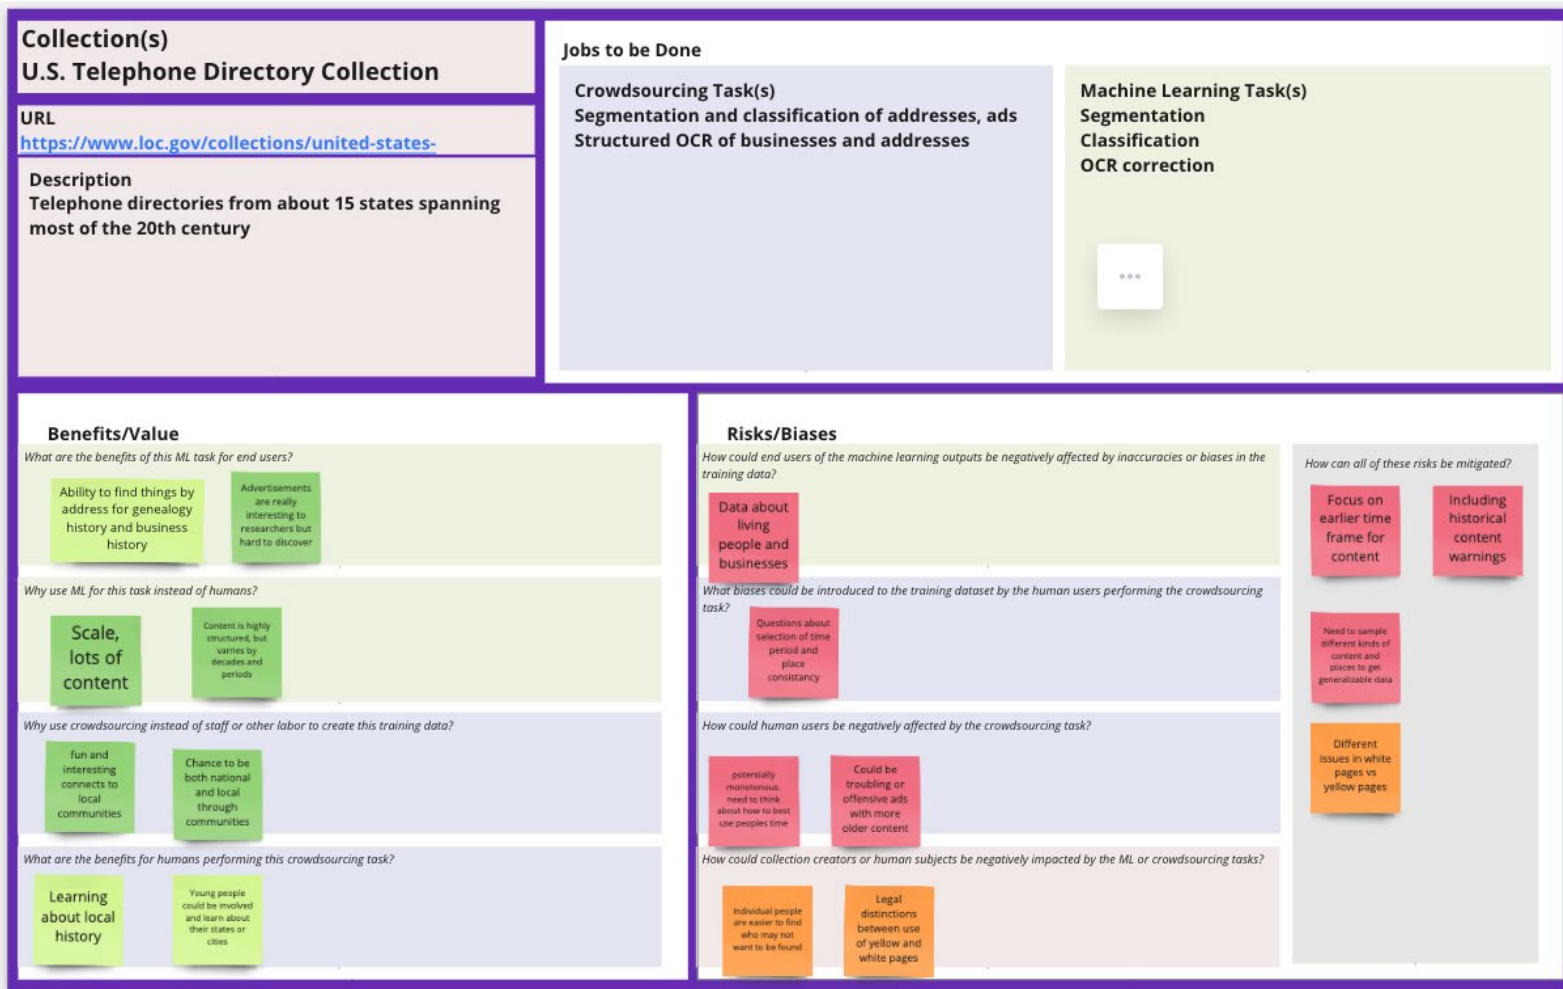 Collection(s)
U.S. Telephone Directory Collection
URL
https://www.loc.gov/collections/united-states-
Description
Telephone directories from about 15 states spanning
most of the 20th century
Jobs to be Done
Crowdsourcing Task(s)
Segmentation and classification of addresses, ads
Structured OCR of businesses and addresses
Machine Learning Task(s)
Segmentation
Classification
OCR correction
Benefits/Value
What are the benefits of this ML task for end users?
Ability to find things by
address for genealogy
history and business
history
Advertisements
are really
interesting to
researchers but
hard to discover
Why use ML for this task instead of humans?
Scale,
lots of
content
Content is highly
structured, but
varries by
decades and
periods
Why use crowdsourcing instead of staff or other labor to create this training data?
fun and
interesting
connects to
local
communities
Chance to be
both national
and local
through
communities
What are the benefits for humans performing this crowdsourcing task?
Learning
about local
history
Young people
could be involved
and learn about
their states or
cities
Risks/Biases
How could end users of the machine learning outputs be negatively affected by inaccuracies or biases in the
training data?
Data about
living
people and
businesses
What biases could be introduced to the training dataset by the human users performing the crowdsourcing
task?
Questions about
selection of time
period and
place
consistancy
How could human users be negatively affected by the crowdsourcing task?
potentially
monotonous.
need to think
about how to best
use peoples time
Could be
troubling or
offensive ads
with more
older content
How could collection creators or human subjects be negatively impacted by the ML or crowdsourcing tasks?
Individual people
are easier to find
who may not
want to be found
Legal
distinctions
between use
of yellow and
white pages
How can all of these risks be mitigated?
Focus on
earlier time
frame for
content
Including
historical
content
warnings
Need to sample
different kinds of
content and
places to get
generalizable data
Different
issues in white
pages vs
yellow pages